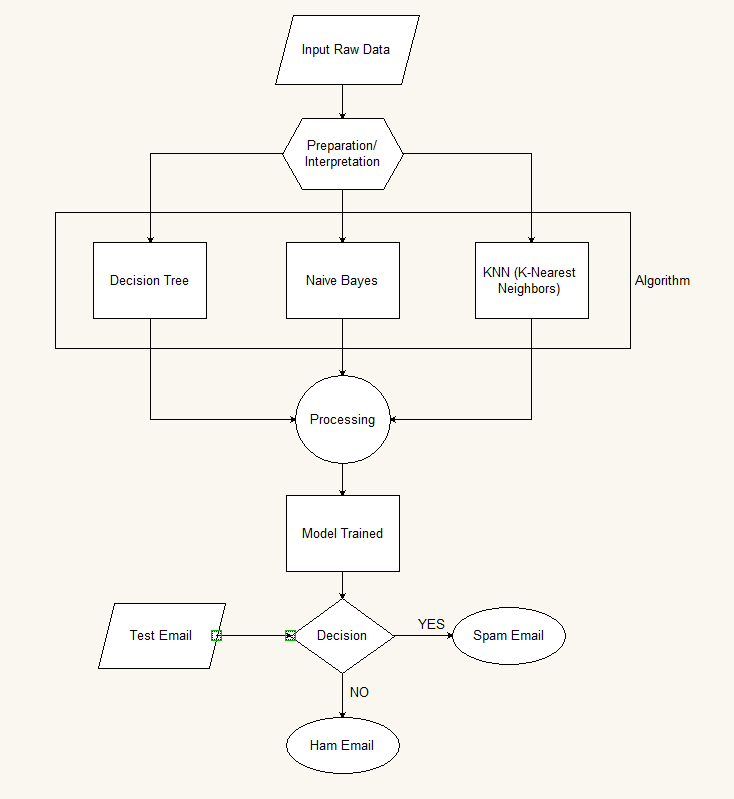 Input Raw Data
Preparation/
Interpretation
Decision Tree
Naive Bayes
KNN (K-Nearest
Neighbors)
Algorithm
Processing
Model Trained
Test Email
Decision
YES
Spam Email
NO
Ham Email